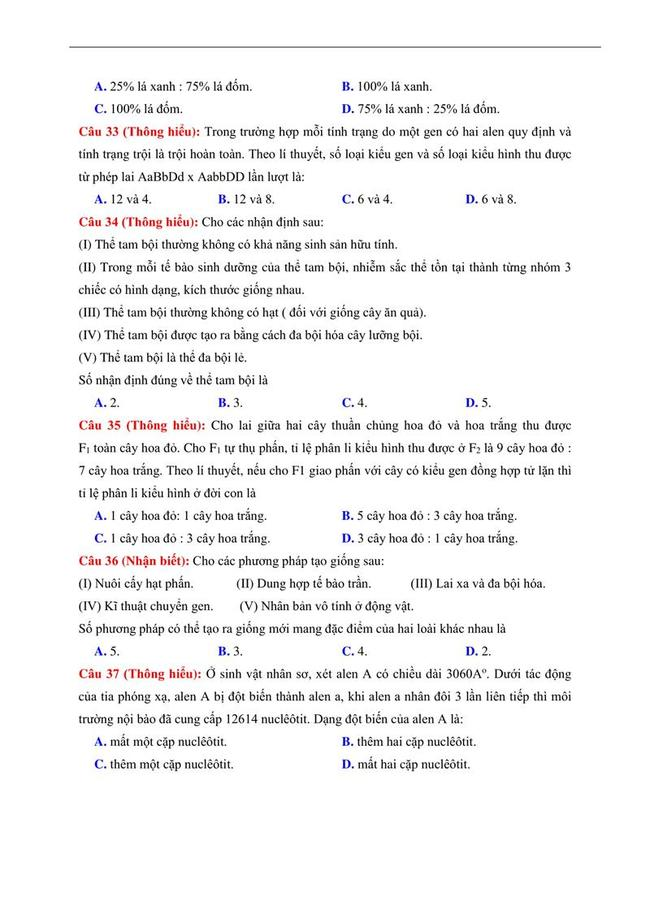 A. 25% lá xanh : 75% lá đốm. B. 100% lá xanh.
C. 100% lá đốm. D. 75% lá xanh : 25% lá đốm.
Câu 33 (Thông hiểu): Trong trường hợp mỗi tính trạng do một gen có hai alen quy định và
tính trạng trội là trội hoàn toàn. Theo lí thuyết, số loại kiểu gen và số loại kiểu hình thu được
từ phép lai AaBbDd x AabbDD lần lượt là:
A. 12 và 4. B. 12 và 8. C. 6 và 4. D. 6 và 8.
Câu 34 (Thông hiểu): Cho các nhận định sau:
(I) Thể tam bội thường không có khả năng sinh sản hữu tính.
(II) Trong mỗi tế bào sinh dưỡng của thể tam bội, nhiễm sắc thể tồn tại thành từng nhóm 3
chiếc có hình dạng, kích thước giống nhau.
(III) Thể tam bội thường không có hạt ( đối với giống cây ăn quả).
(IV) Thể tam bội được tạo ra bằng cách đa bội hóa cây lưỡng bội.
(V) Thể tam bội là thể đa bội lẻ.
Số nhận định đúng về thể tam bội là
A. 2. B. 3. C. 4. D. 5.
Câu 35 (Thông hiểu): Cho lai giữa hai cây thuần chủng hoa đỏ và hoa trắng thu được
F₁ toàn cây hoa đỏ. Cho F₁ tự thụ phấn, tỉ lệ phân li kiểu hình thu được ở F₂ là 9 cây hoa đỏ :
7 cây hoa trắng. Theo lí thuyết, nếu cho F1 giao phấn với cây có kiểu gen đồng hợp tử lặn thì
tỉ lệ phân li kiểu hình ở đời con là
A. 1 cây hoa đỏ: 1 cây hoa trắng. B. 5 cây hoa đỏ : 3 cây hoa trắng.
C. 1 cây hoa đỏ : 3 cây hoa trắng. D. 3 cây hoa đỏ : 1 cây hoa trắng.
Câu 36 (Nhận biết): Cho các phương pháp tạo giống sau:
(I) Nuôi cấy hạt phấn. (II) Dung hợp tế bào trần. (III) Lai xa và đa bội hóa.
(IV) Kĩ thuật chuyển gen. (V) Nhân bản vô tính ở động vật.
Số phương pháp có thể tạo ra giống mới mang đặc điểm của hai loài khác nhau là
A. 5. B. 3. C. 4. D. 2.
Câu 37 (Thông hiểu): Ở sinh vật nhân sơ, xét alen A có chiều dài 3060Aº. Dưới tác động
của tia phóng xạ, alen A bị đột biến thành alen a, khi alen a nhân đôi 3 lần liên tiếp thì môi
trường nội bào đã cung cấp 12614 nuclêôtit. Dạng đột biến của alen A là:
A. mất một cặp nuclêôtit. B. thêm hai cặp nuclêôtit.
C. thêm một cặp nuclêôtit. D. mất hai cặp nuclêôtit.